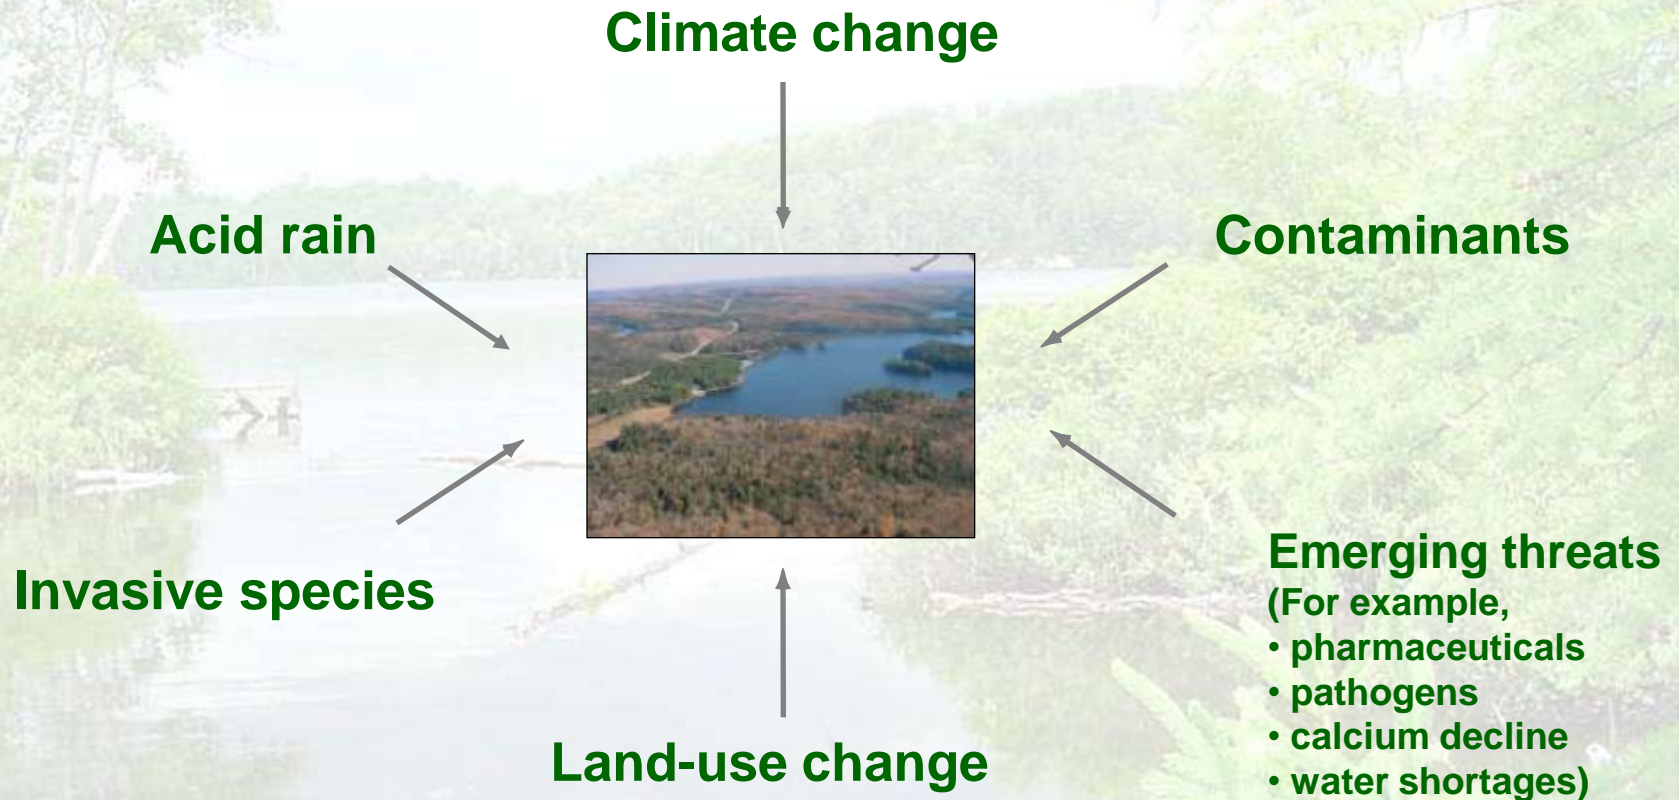 Climate change
Acid rain
Contaminants
Invasive species
Emerging threats
(For example,
• pharmaceuticals
• pathogens
• calcium decline
• water shortages)
Land-use change